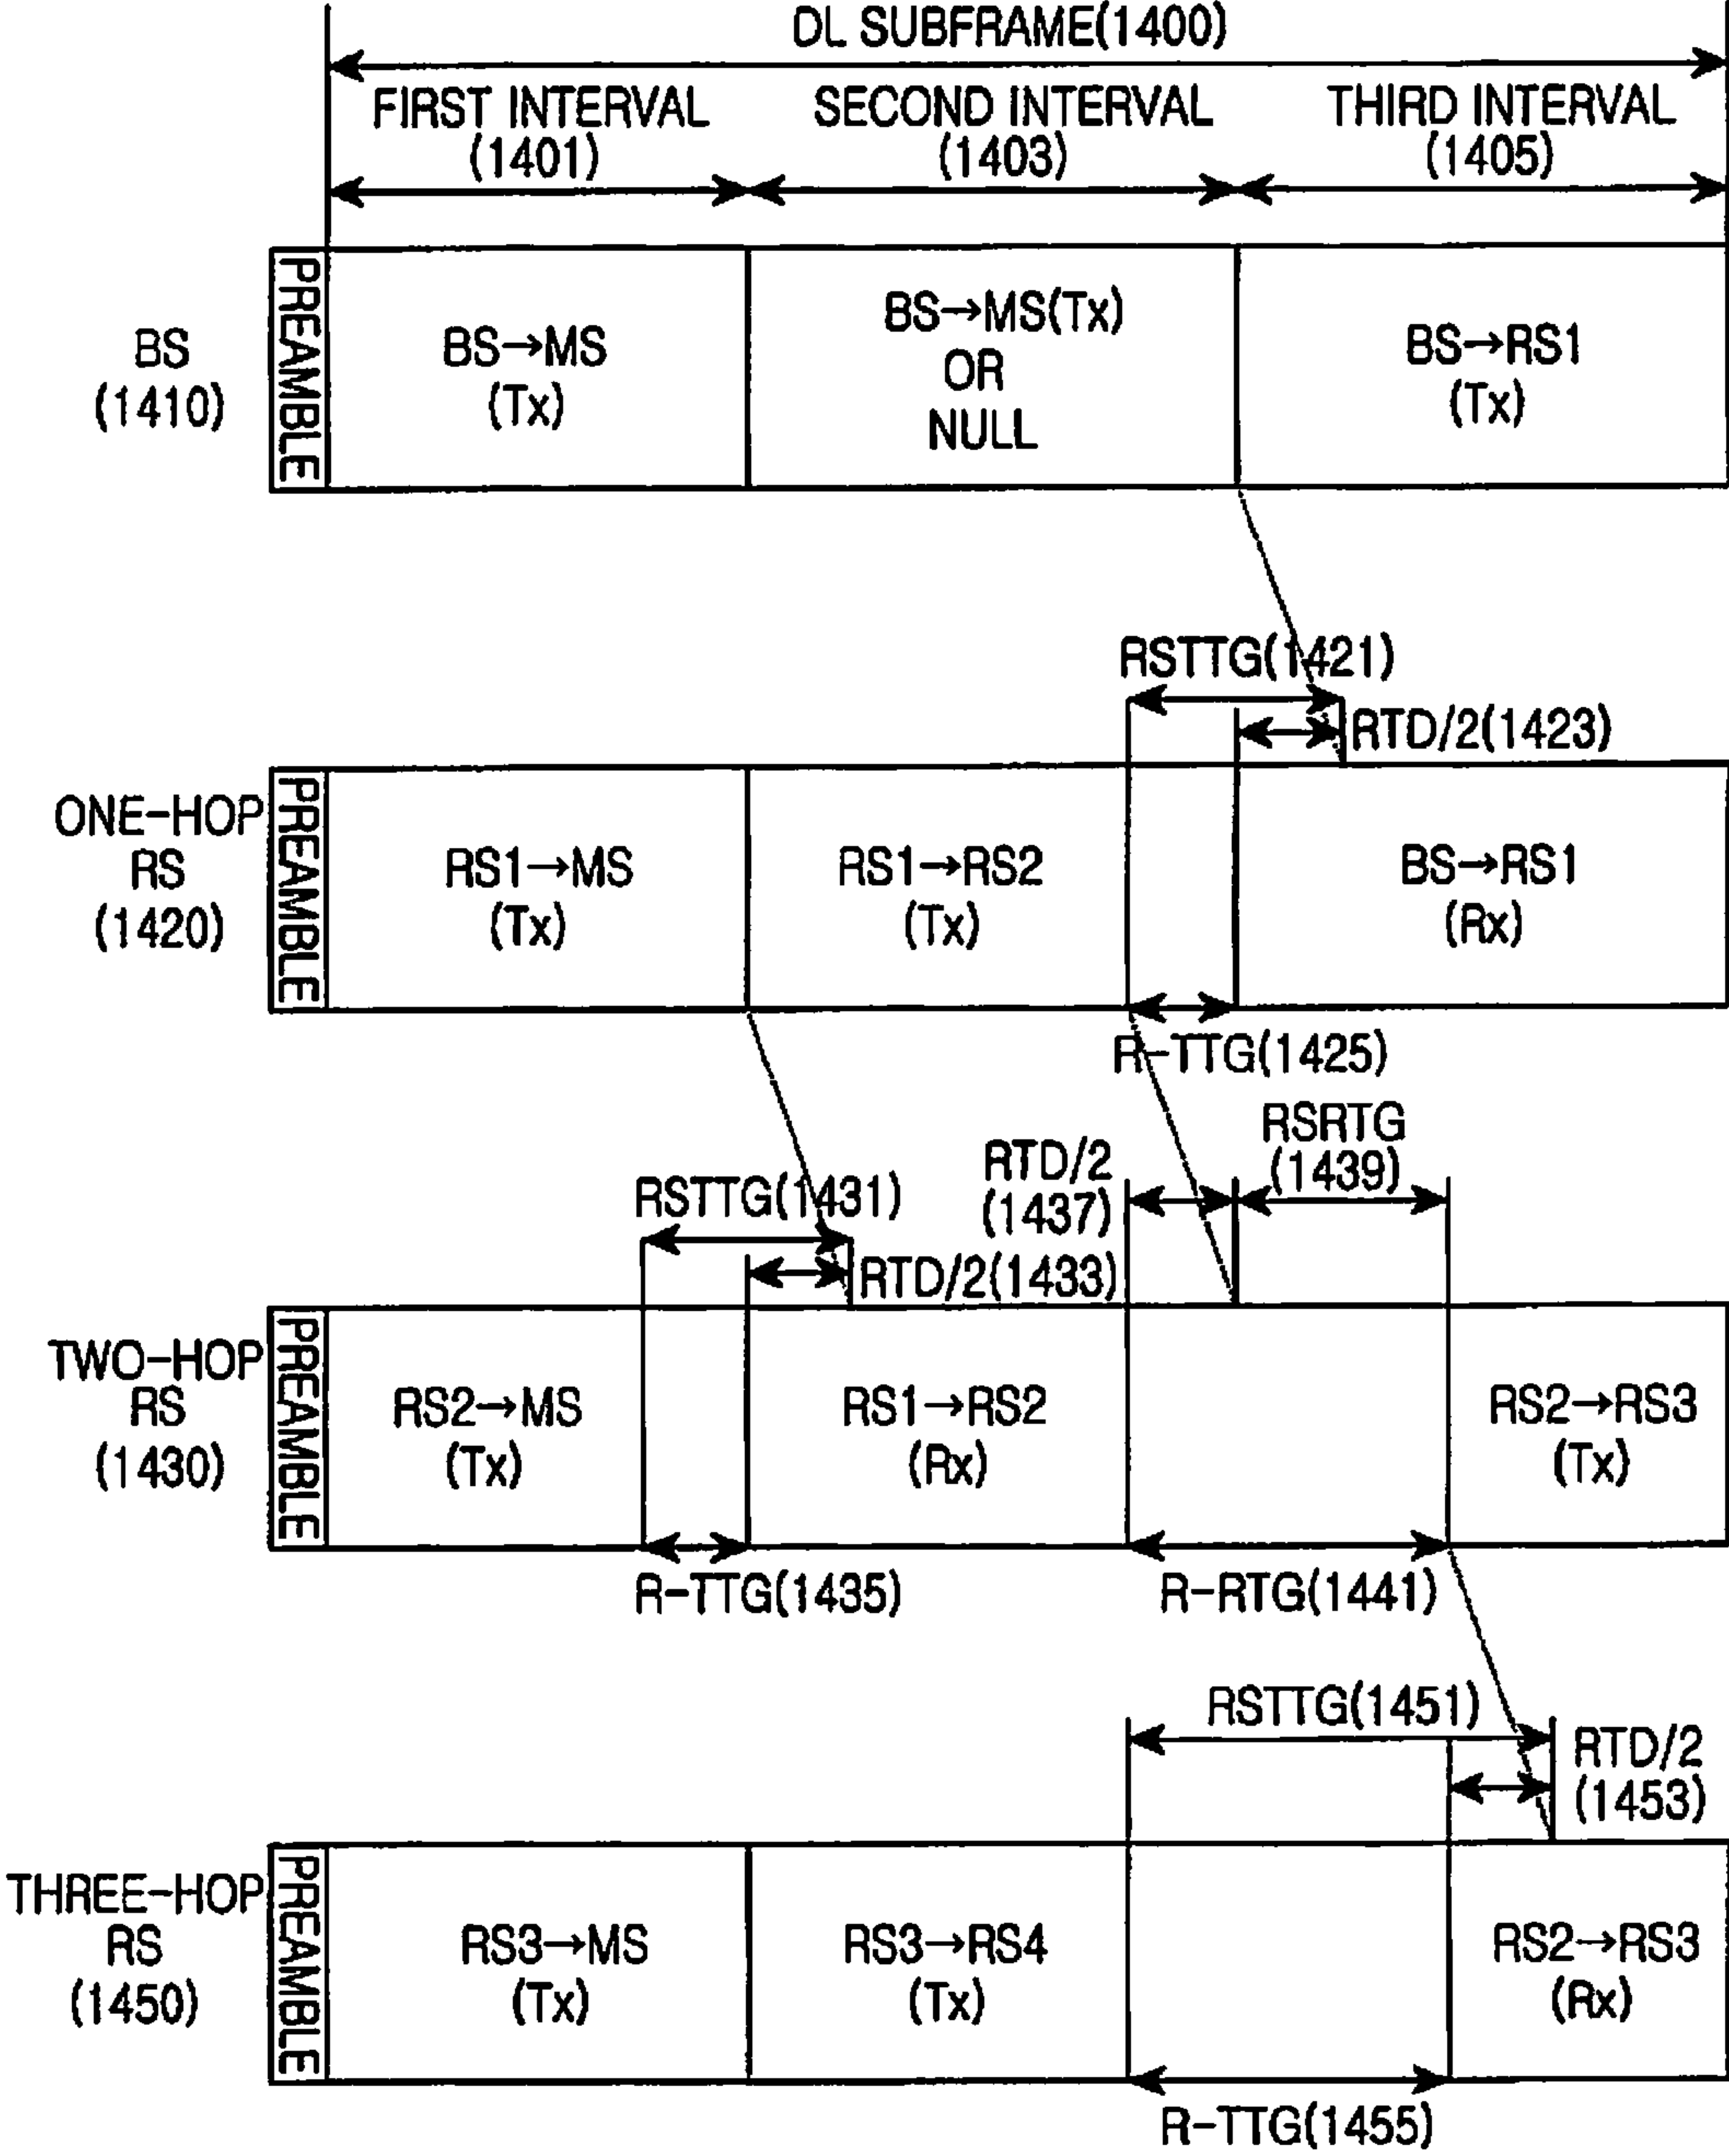 DL SUBFRAME(1400)
FIRST INTERVAL
(1401)
SECOND INTERVAL
(1403)
THIRD INTERVAL
(1405)
BS
(1410)
PREAMBLE
BS→MS
(Tx)
BS→MS(Tx)
OR
NULL
BS→RS1
(Tx)
RSTTG(1421)
RTD/2(1423)
ONE-HOP
RS
(1420)
PREAMBLE
RS1→MS
(Tx)
RS1→RS2
(Tx)
BS→RS1
(Rx)
R-TTG(1425)
RSTTG(1431)
RTD/2(1433)
RTD/2
(1437)
RSRTG
(1439)
TWO-HOP
RS
(1430)
PREAMBLE
RS2→MS
(Tx)
RS1→RS2
(Rx)
RS2→RS3
(Tx)
R-TTG(1435)
R-RTG(1441)
RSTTG(1451)
RTD/2
(1453)
THREE-HOP
RS
(1450)
PREAMBLE
RS3→MS
(Tx)
RS3→RS4
(Tx)
RS2→RS3
(Rx)
R-TTG(1455)